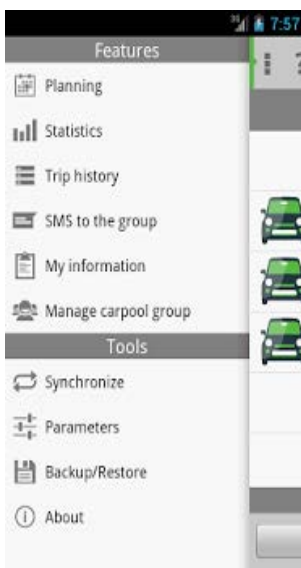 3G 7:57
Features
Planning
Statistics
Trip history
SMS to the group
My information
Manage carpool group
Tools
Synchronize
Parameters
Backup/Restore
About